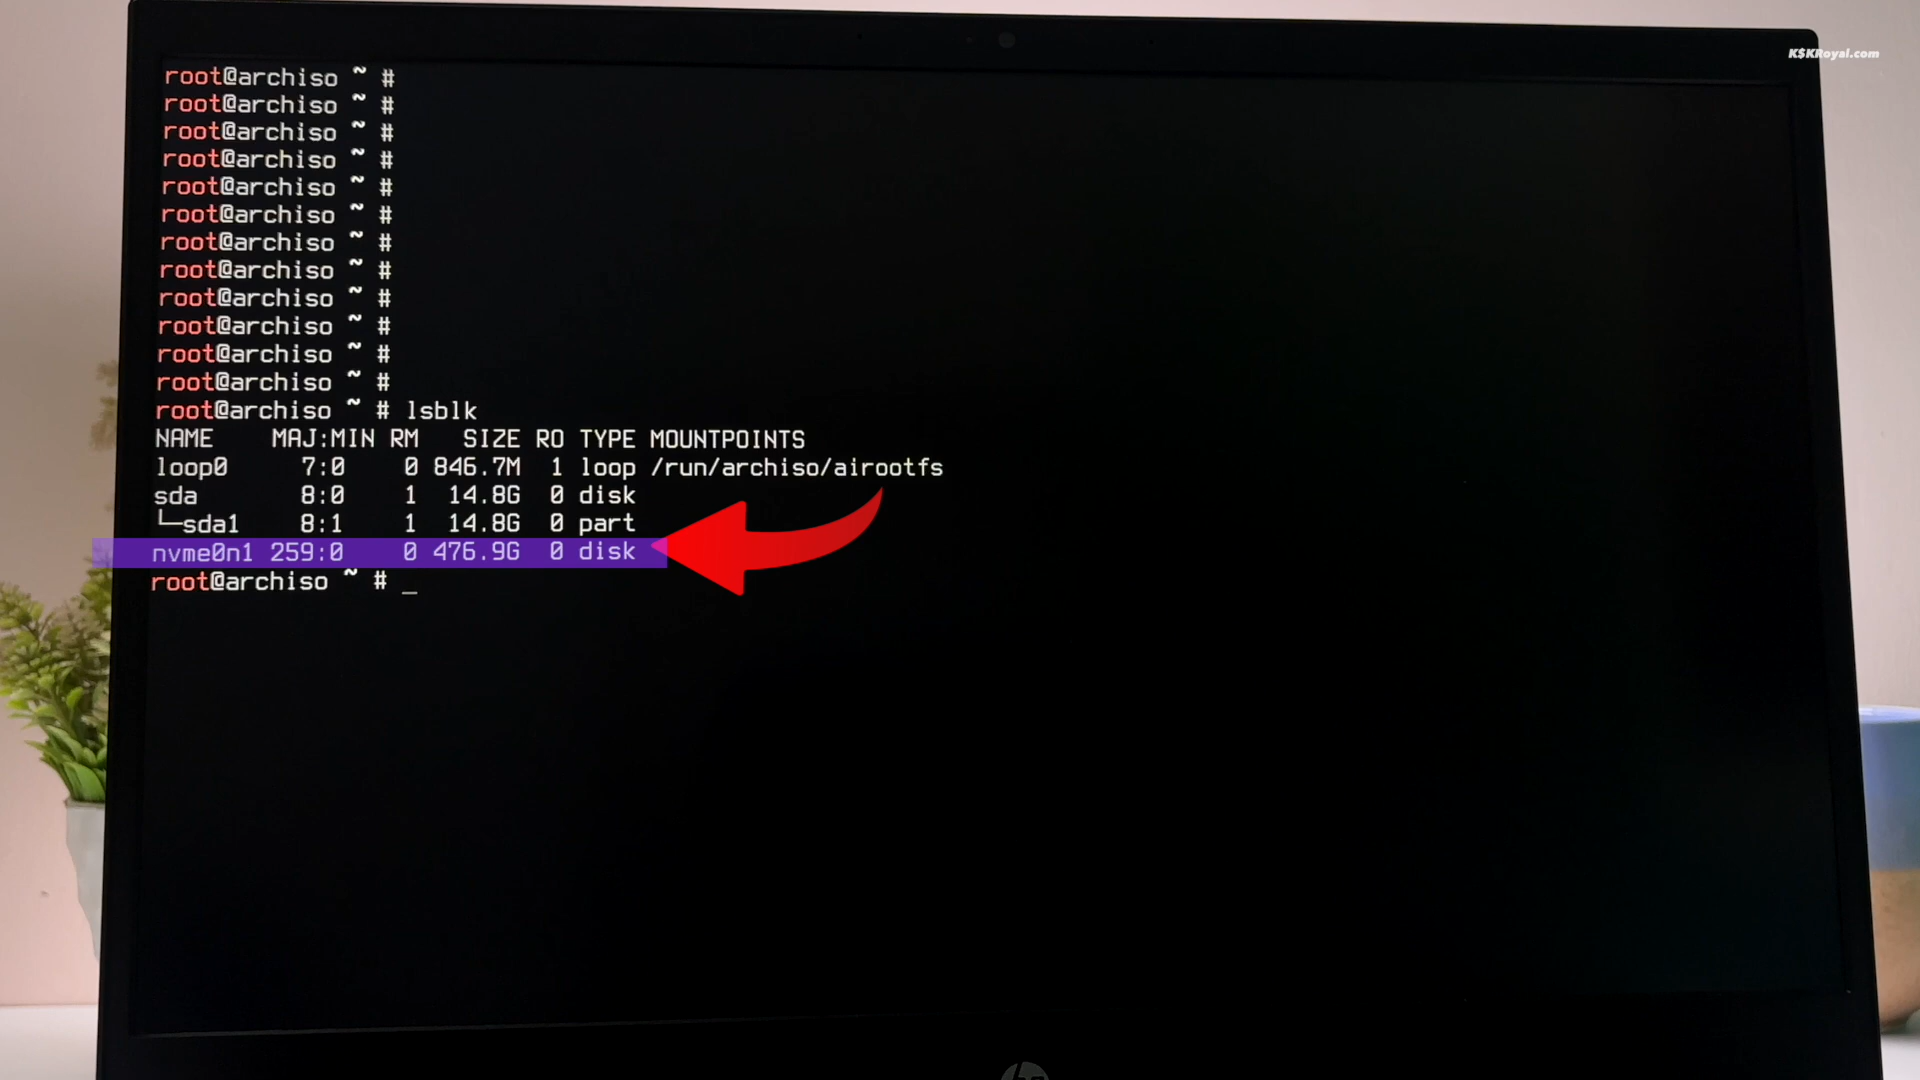 K$KRoyal.com
root@archiso ~ #
root@archiso ~ #
root@archiso ~ #
root@archiso ~ #
root@archiso ~ #
root@archiso ~ #
root@archiso ~ #
root@archiso ~ #
root@archiso ~ #
root@archiso ~ #
root@archiso ~ #
root@archiso ~ #
root@archiso ~ # lsblk
NAME MAJ:MIN RM SIZE RO TYPE MOUNTPOINTS
loop0 7:0 0 846.7M 1 loop /run/archiso/airootfs
sda 8:0 1 14.8G 0 disk
└─sda1 8:1 1 14.8G 0 part
nvme0n1 259:0 0 476.9G 0 disk
root@archiso ~ # _
hp